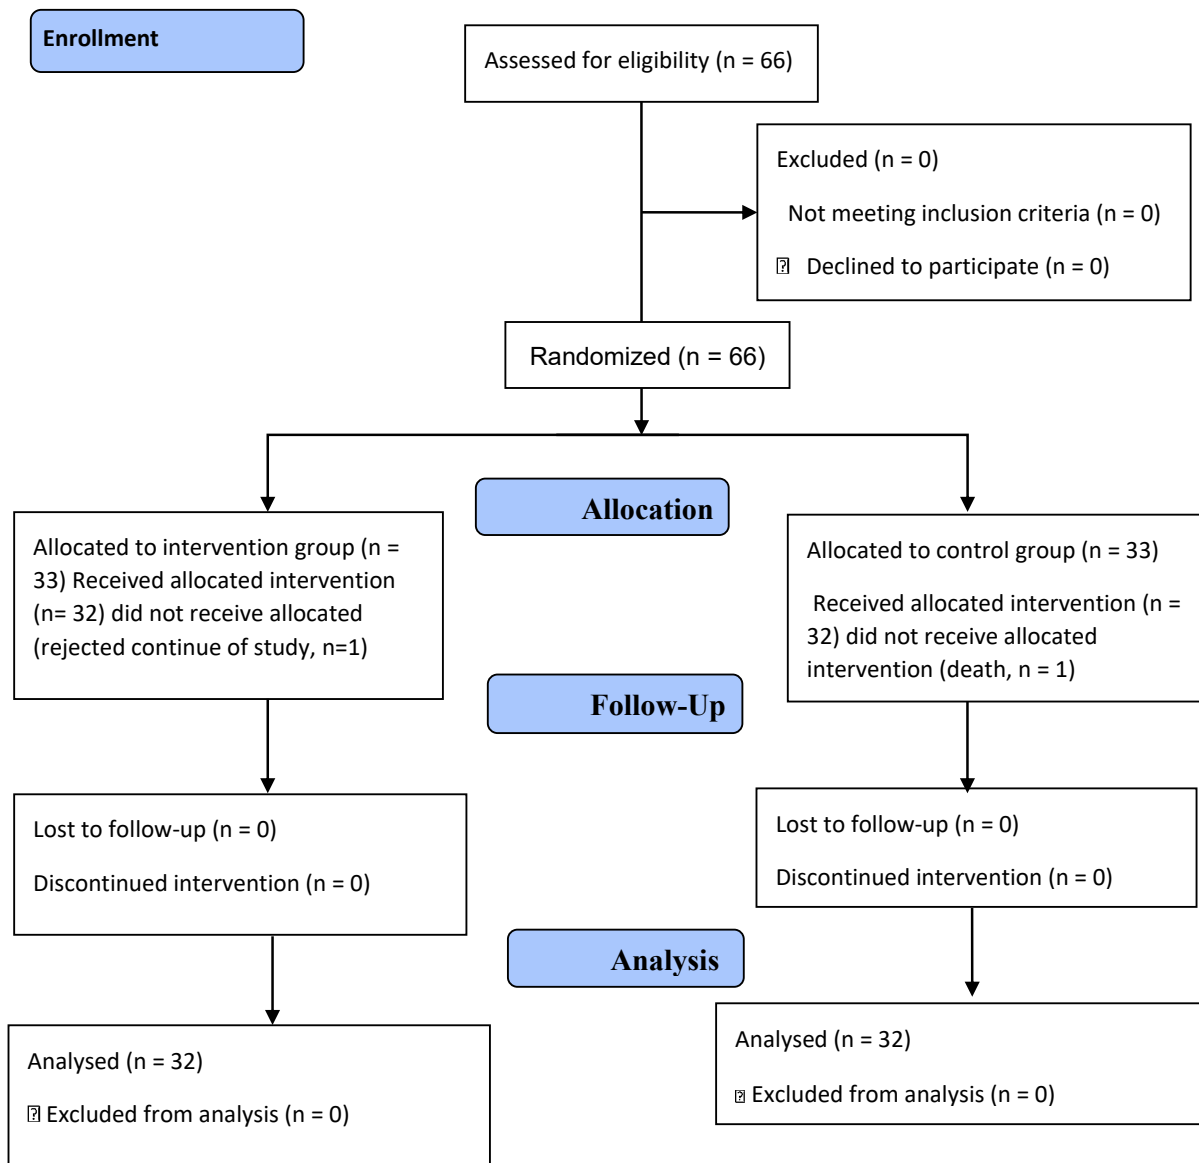 Enrollment
Assessed for eligibility (n = 66)
Excluded (n = 0)
Not meeting inclusion criteria (n = 0)
Declined to participate (n = 0)
Randomized (n = 66)
Allocation
Allocated to intervention group (n =
33) Received allocated intervention
(n= 32) did not receive allocated
(rejected continue of study, n=1)
Allocated to control group (n = 33)
Received allocated intervention (n =
32) did not receive allocated
intervention (death, n = 1)
Follow-Up
Lost to follow-up (n = 0)
Discontinued intervention (n = 0)
Lost to follow-up (n = 0)
Discontinued intervention (n = 0)
Analysis
Analysed (n = 32)
Excluded from analysis (n = 0)
Analysed (n = 32)
Excluded from analysis (n = 0)